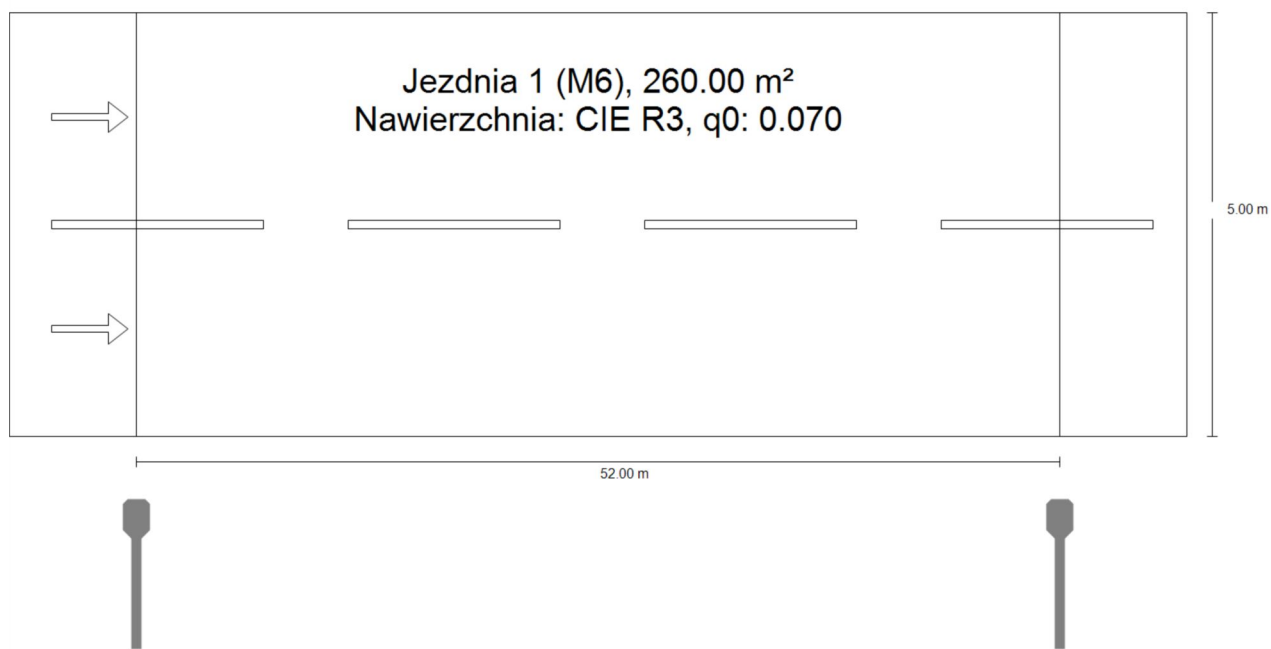 Jezdnia 1 (M6), 260.00 m²
Nawierzchnia: CIE R3, q0: 0.070
5.00 m
52.00 m